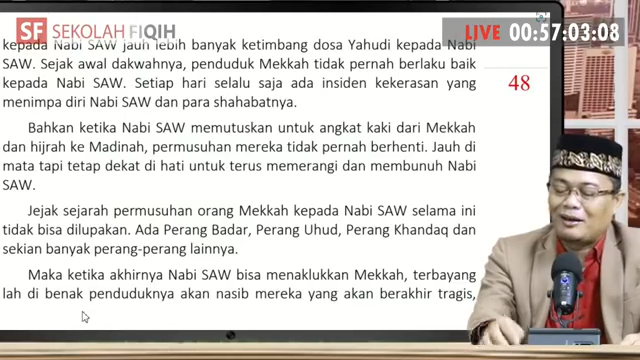 SF SEKOLAH FIQIH
LIVE 00:57:03:08
kepada Nabi SAW jauh lebih banyak ketimbang dosa Yahudi kepada Nabi
SAW. Sejak awal dakwahnya, penduduk Mekkah tidak pernah berlaku baik
kepada Nabi SAW. Setiap hari selalu saja ada insiden kekerasan yang
menimpa diri Nabi SAW dan para shahabatnya.
48
Bahkan ketika Nabi SAW memutuskan untuk angkat kaki dari Mekkah
dan hijrah ke Madinah, permusuhan mereka tidak pernah berhenti. Jauh di
mata tapi tetap dekat di hati untuk terus memerangi dan membunuh Nabi
SAW.
Jejak sejarah permusuhan orang Mekkah kepada Nabi SAW selama ini
tidak bisa dilupakan. Ada Perang Badar, Perang Uhud, Perang Khandaq dan
sekian banyak perang-perang lainnya.
Maka ketika akhirnya Nabi SAW bisa menaklukkan Mekkah, terbayang
lah di benak penduduknya akan nasib mereka yang akan berakhir tragis,